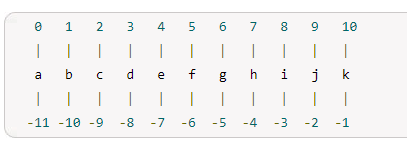 0 1 2 3 4 5 6 7 8 9 10
| | | | | | | | | | |
a b c d e f g h i j k
| | | | | | | | | | |
-11 -10 -9 -8 -7 -6 -5 -4 -3 -2 -1